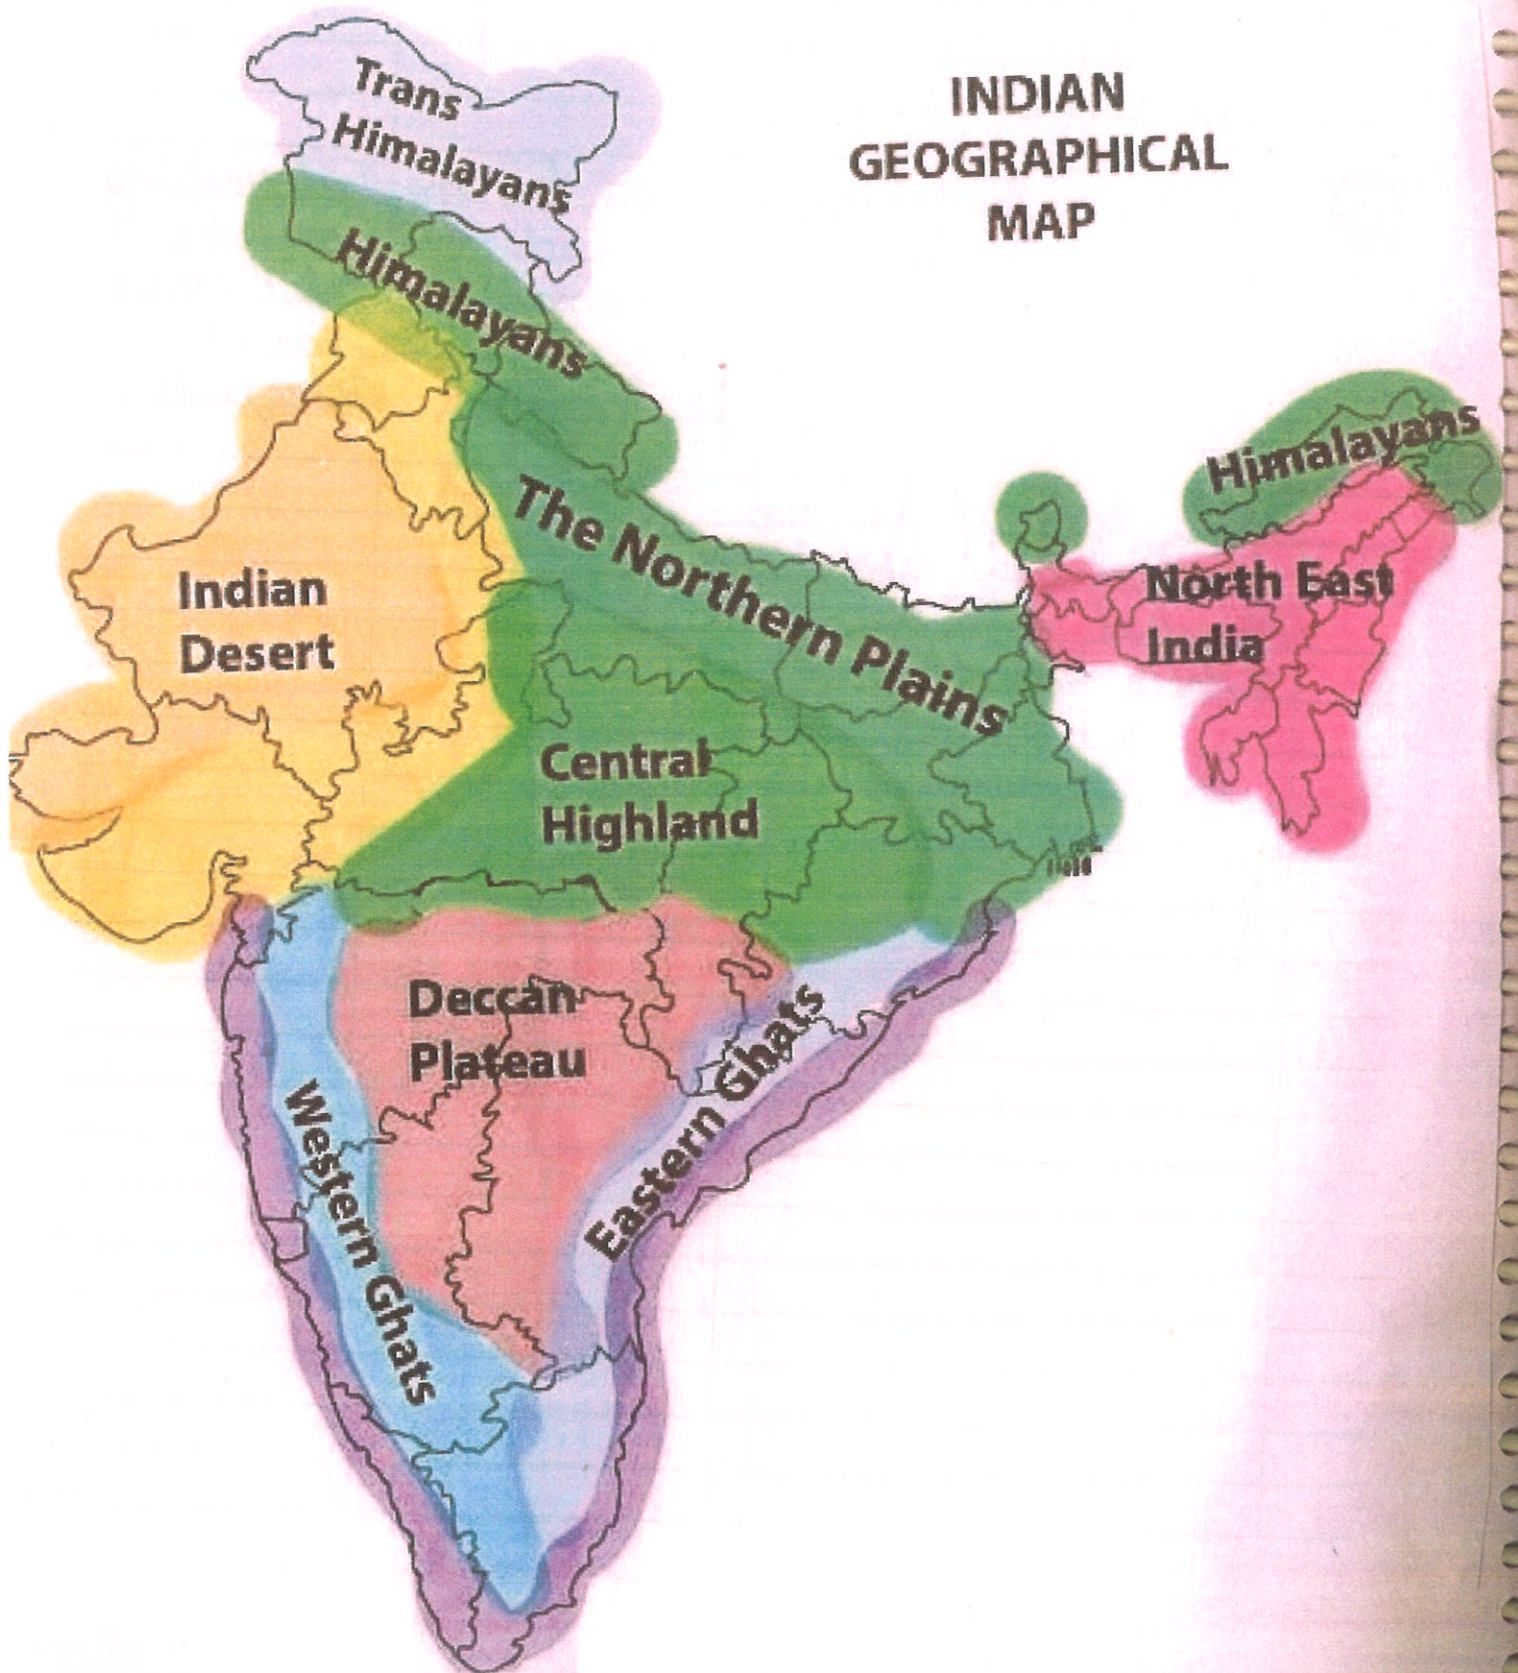 INDIAN
GEOGRAPHICAL
MAP
Trans
Himalayans
Himalayans
Himalayans
The Northern Plains
North East
India
Indian
Desert
Central
Highland
Deccan
Plateau
Eastern Ghats
Western Ghats